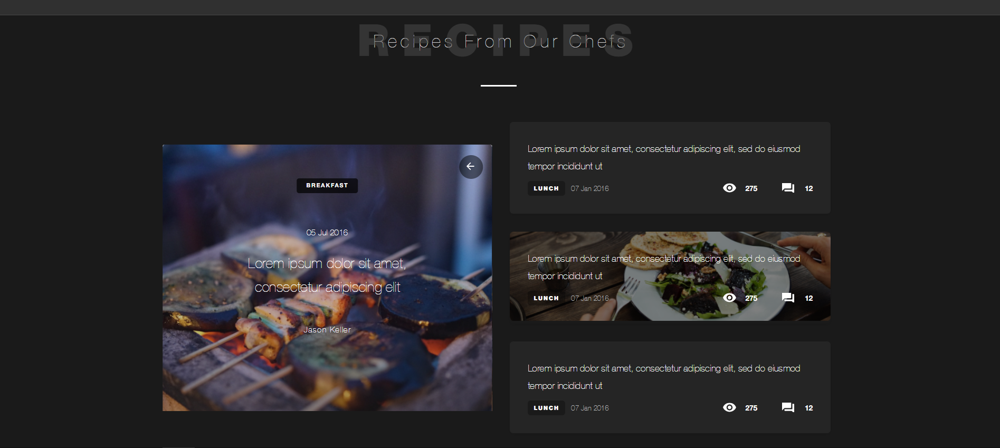 RECIPES
Recipes From Our Chefs
BREAKFAST
05 Jul 2016
Lorem ipsum dolor sit amet,
consectetur adipiscing elit
Jason Keller
Lorem ipsum dolor sit amet, consectetur adipiscing elit, sed do eiusmod
tempor incididunt ut
LUNCH 07 Jan 2016 275 12
Lorem ipsum dolor sit amet, consectetur adipiscing elit, sed do eiusmod
tempor incididunt ut
LUNCH 07 Jan 2016 275 12
Lorem ipsum dolor sit amet, consectetur adipiscing elit, sed do eiusmod
tempor incididunt ut
LUNCH 07 Jan 2016 275 12